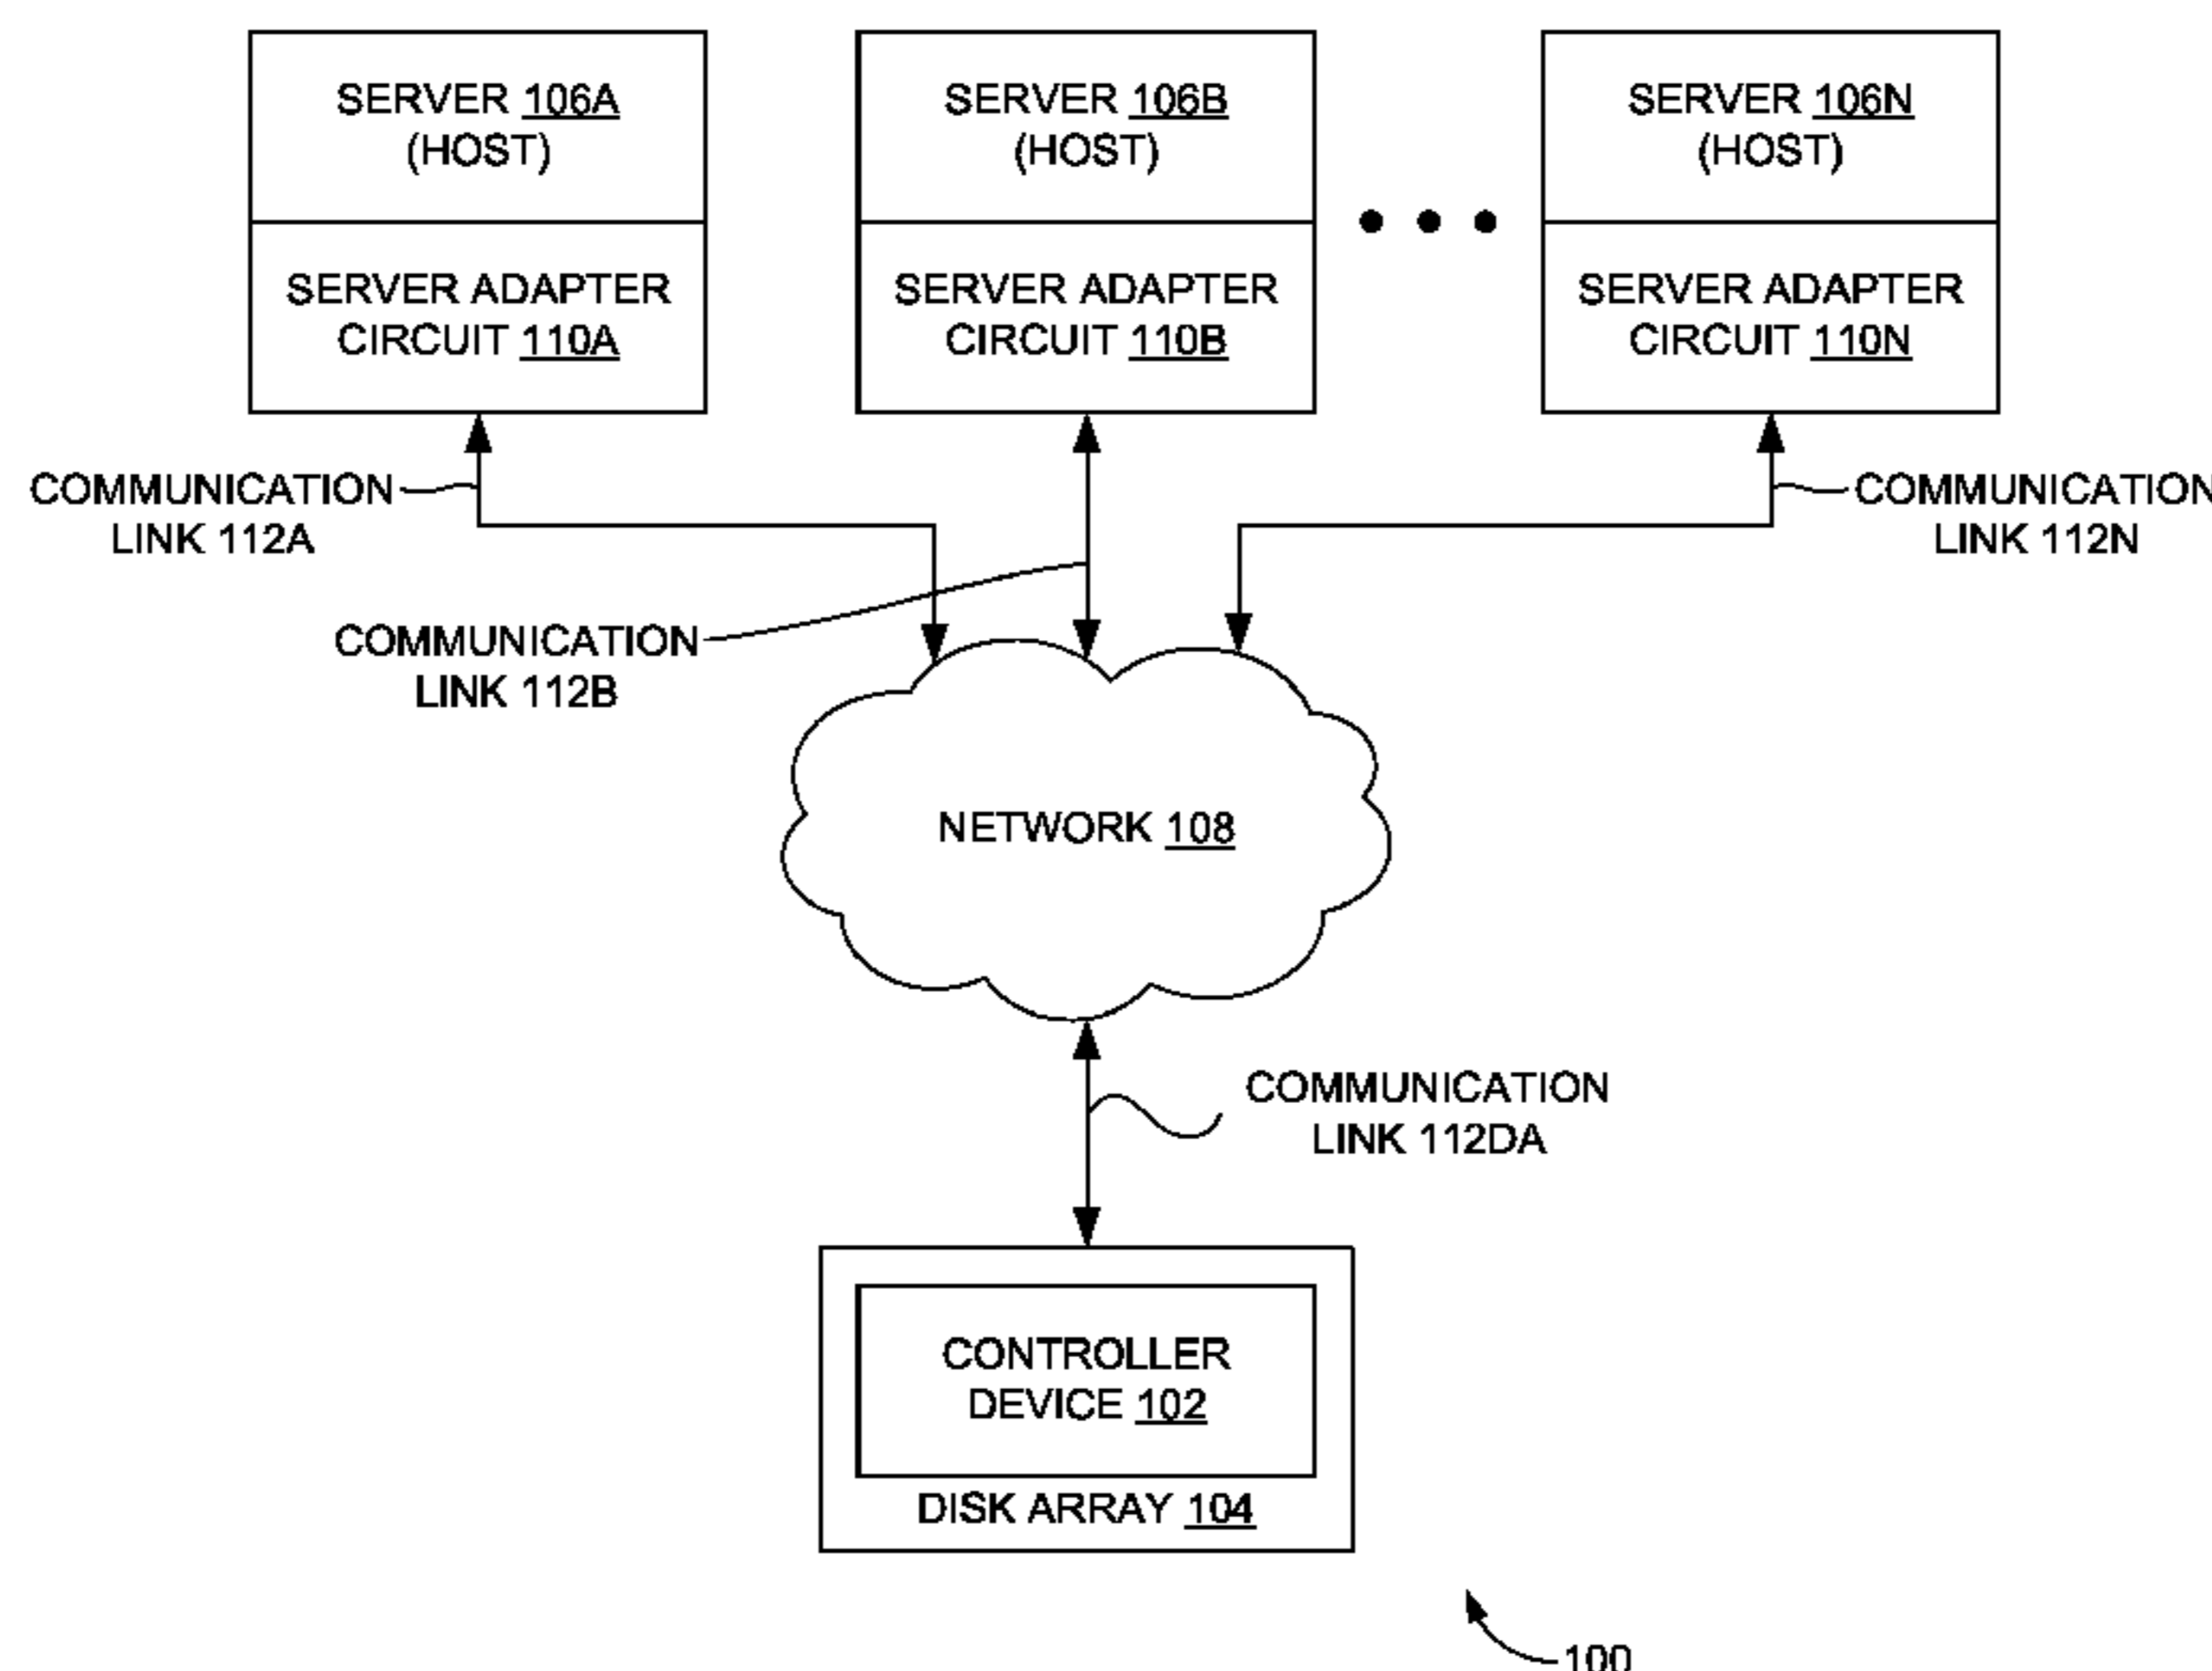 SERVER 106A
(HOST)
SERVER ADAPTER
CIRCUIT 110A
SERVER 106B
(HOST)
SERVER ADAPTER
CIRCUIT 110B
SERVER 106N
(HOST)
SERVER ADAPTER
CIRCUIT 110N
COMMUNICATION
LINK 112A
COMMUNICATION
LINK 112B
COMMUNICATION
LINK 112N
NETWORK 108
COMMUNICATION
LINK 112DA
CONTROLLER
DEVICE 102
DISK ARRAY 104
100